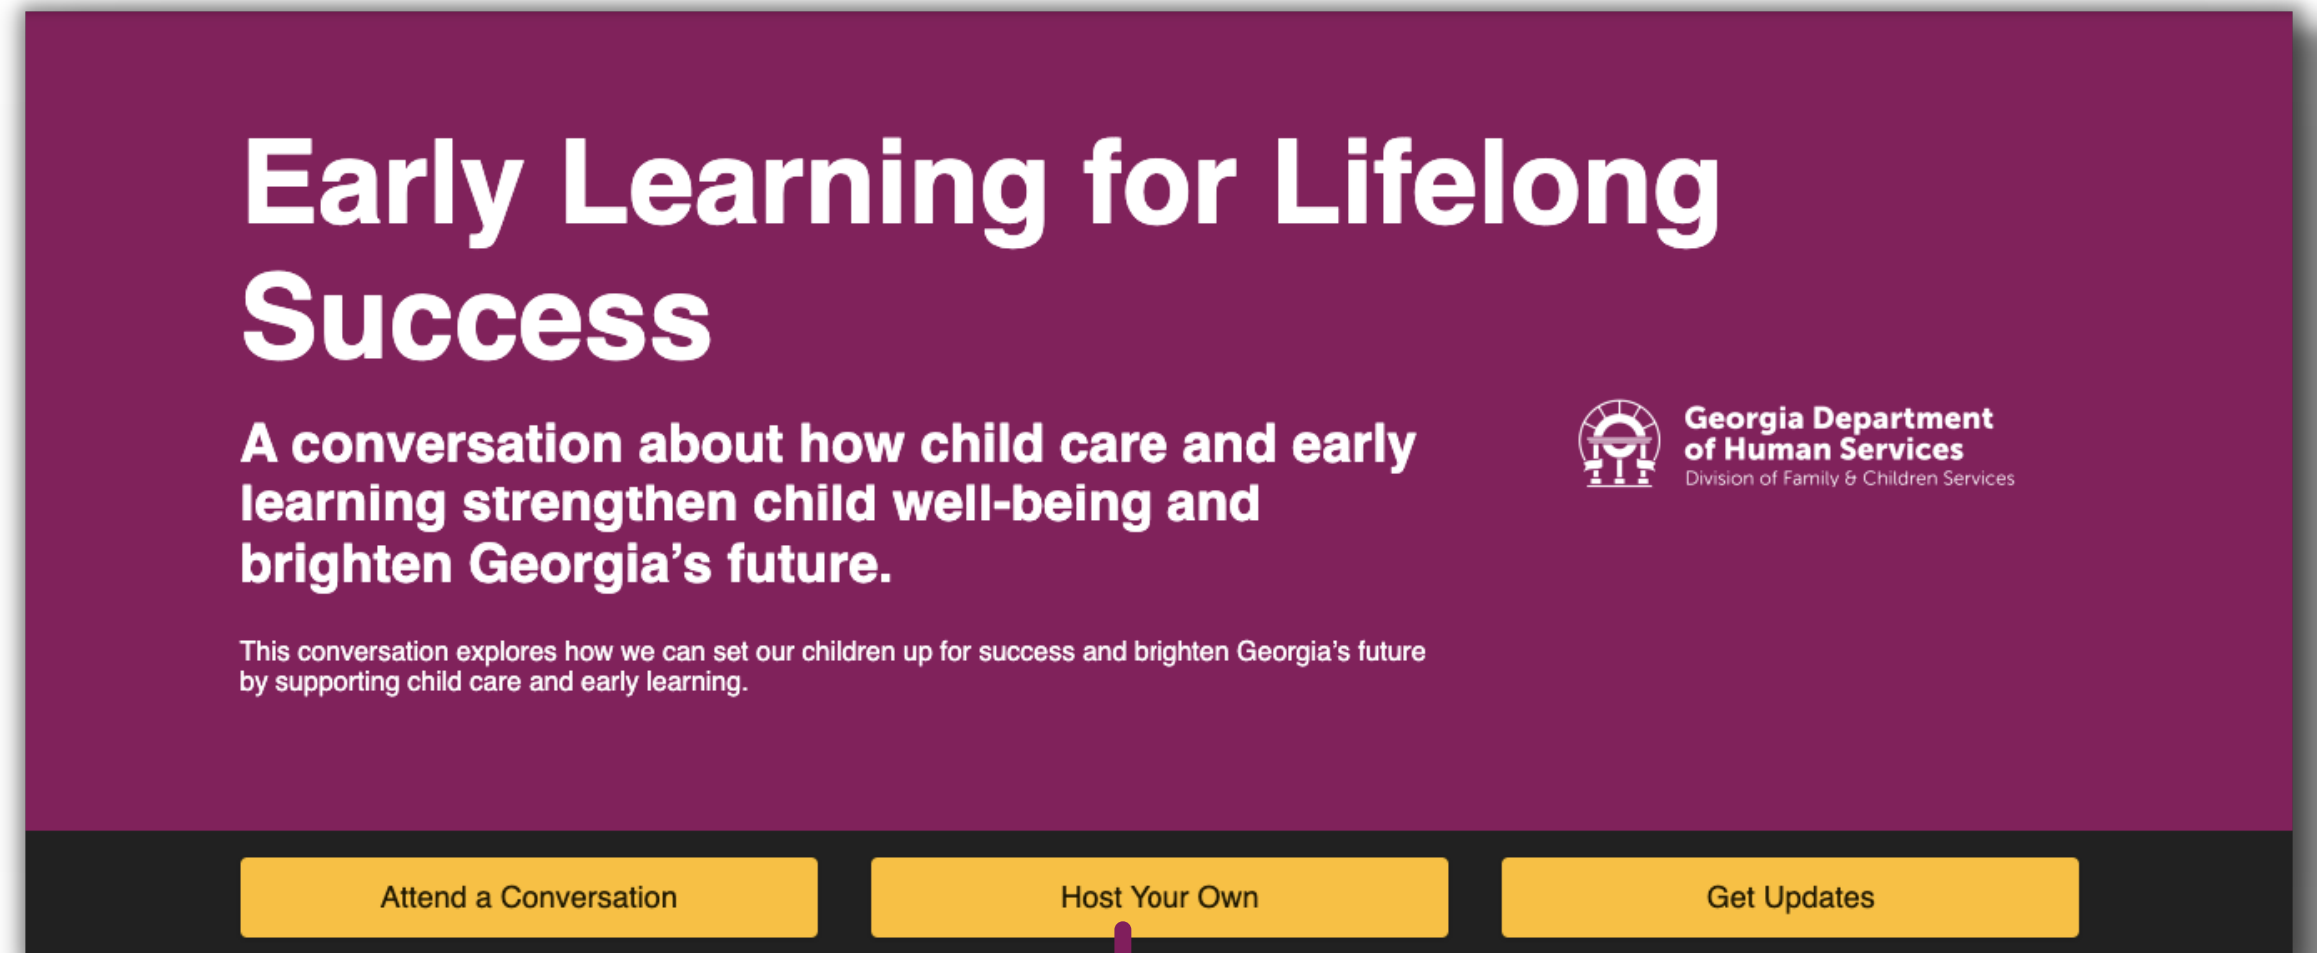 Early Learning for Lifelong
Success
A conversation about how child care and early
learning strengthen child well-being and
brighten Georgia’s future.
Georgia Department
of Human Services
Division of Family & Children Services
This conversation explores how we can set our children up for success and brighten Georgia’s future
by supporting child care and early learning.
Attend a Conversation
Host Your Own
Get Updates